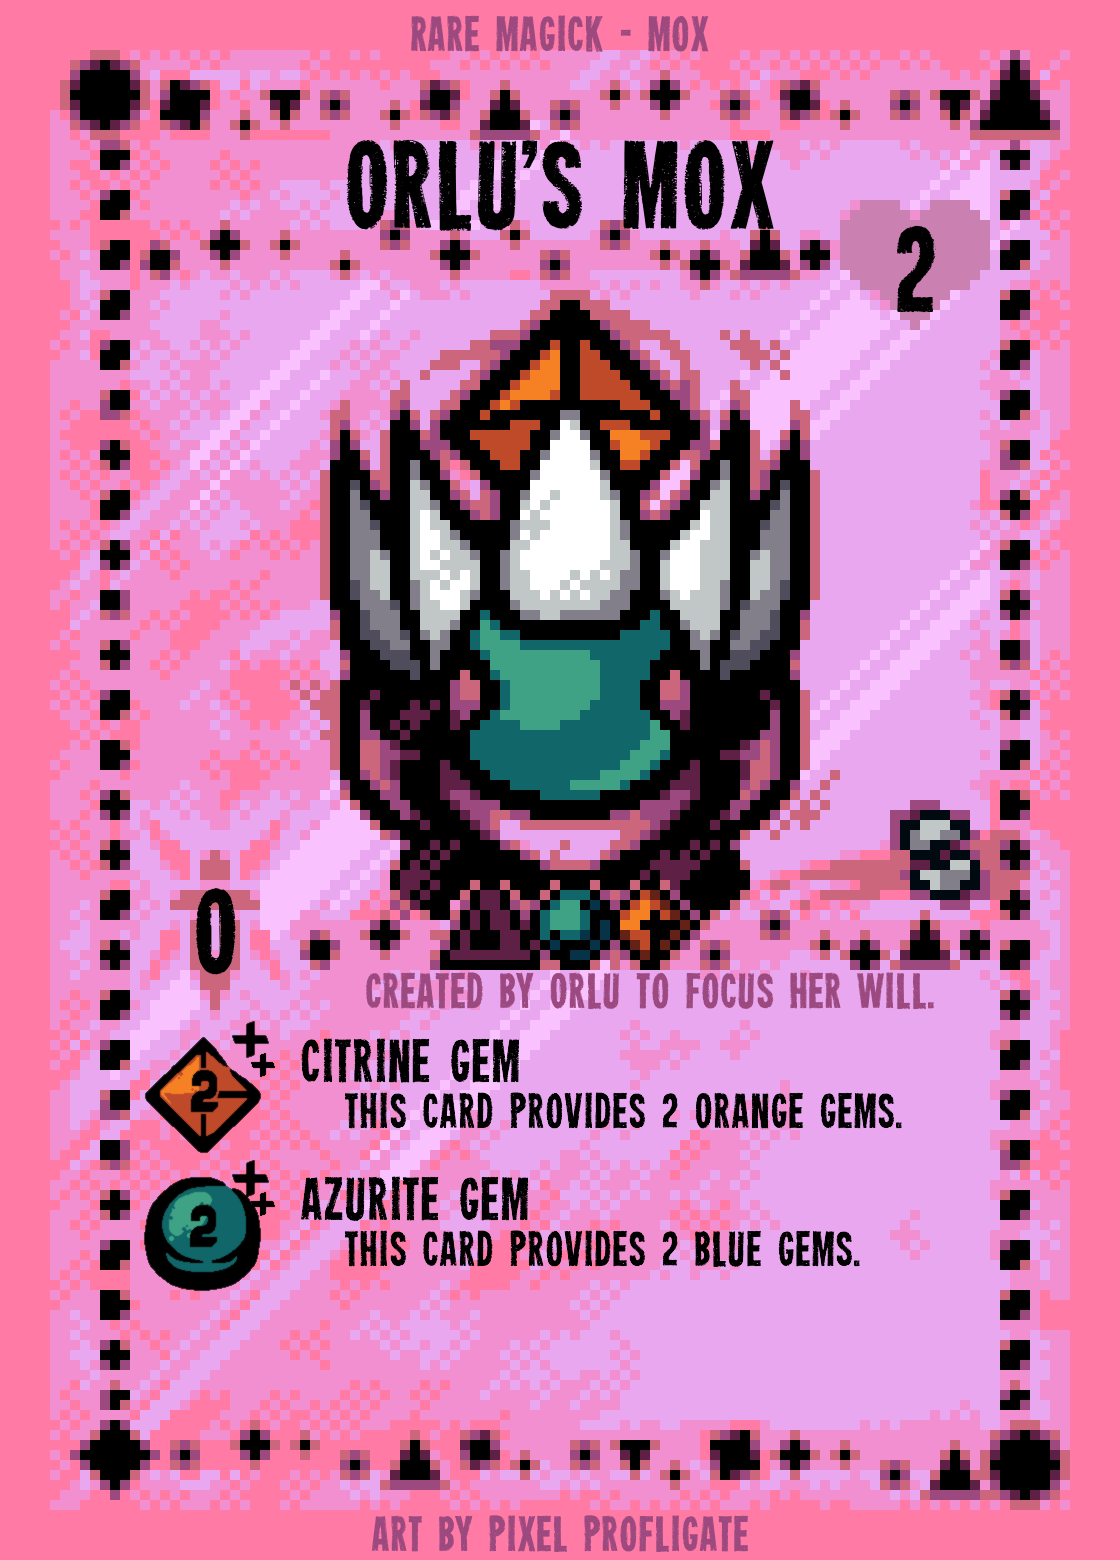 RARE MAGICK - MOX
ORLU'S MOX
2
0
CREATED BY ORLU TO FOCUS HER WILL.
2
CITRINE GEM
THIS CARD PROVIDES 2 ORANGE GEMS.
2
AZURITE GEM
THIS CARD PROVIDES 2 BLUE GEMS.
ART BY PIXEL PROFLIGATE